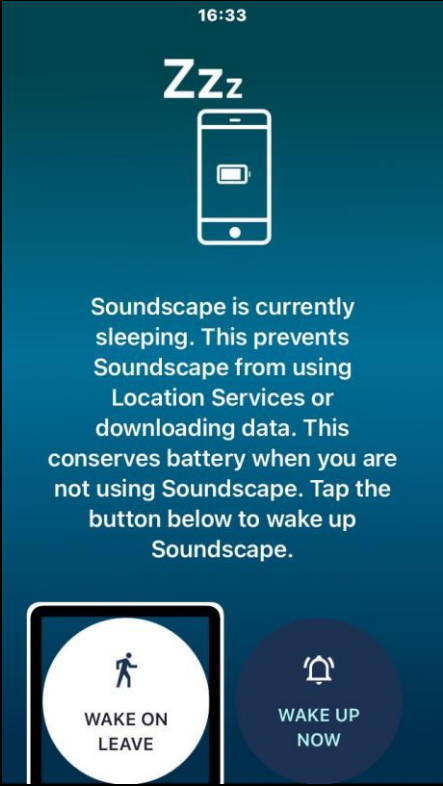 16:33
Zzz
Soundscape is currently
sleeping. This prevents
Soundscape from using
Location Services or
downloading data. This
conserves battery when you are
not using Soundscape. Tap the
button below to wake up
Soundscape.
WAKE ON
LEAVE
WAKE UP
NOW